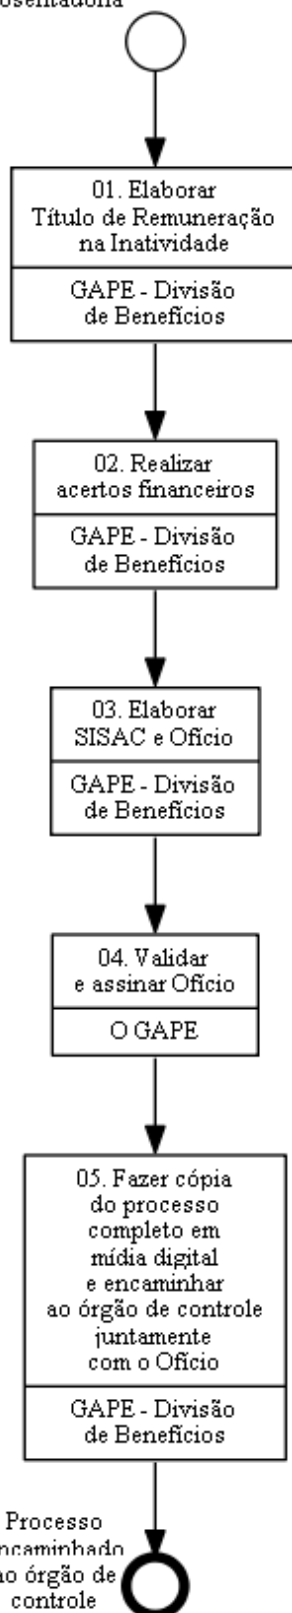 01. Elaborar
Título de Remuneração
na Inatividade
GAPE - Divisão
de Benefícios
02. Realizar
acertos financeiros
GAPE - Divisão
de Benefícios
03. Elaborar
SISAC e Ofício
GAPE - Divisão
de Benefícios
04. Validar
e assinar Ofício
O GAPE
05. Fazer cópia
do processo
completo em
mídia digital
e encaminhar
ao órgão de controle
juntamente
com o Ofício
GAPE - Divisão
de Benefícios
Processo
ncaminhado
ao órgão de
controle